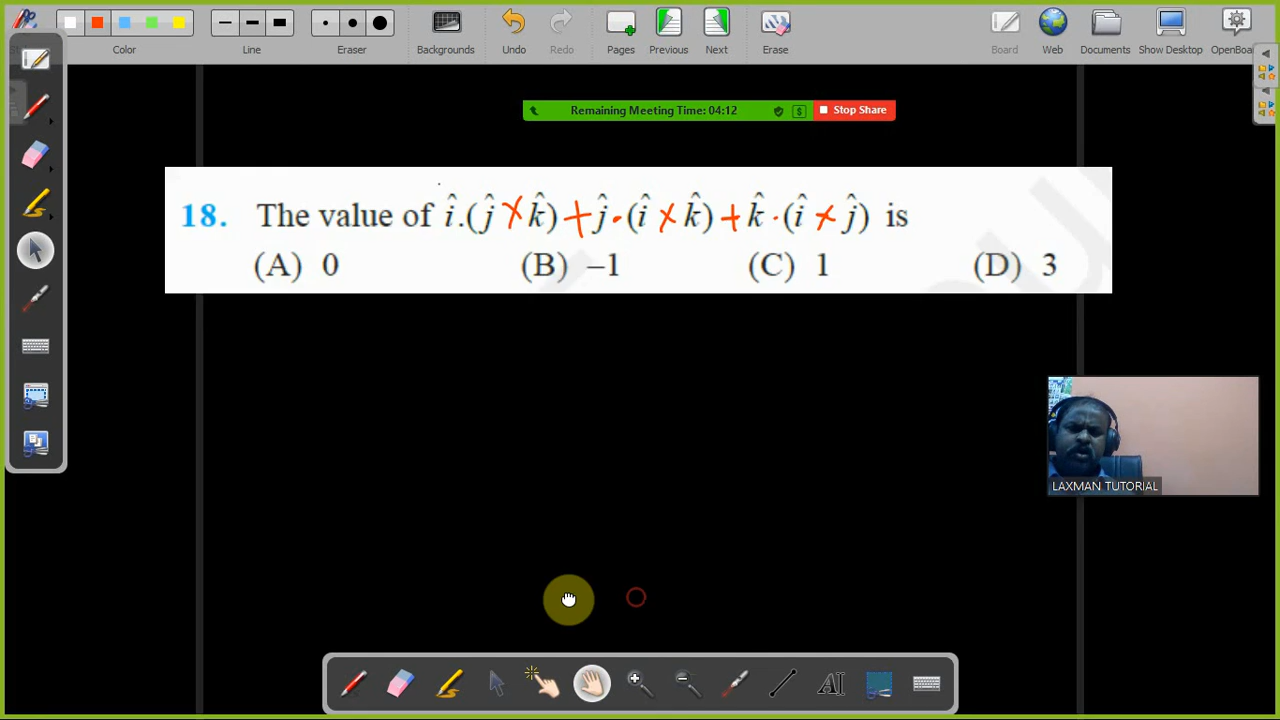 Color
Line
Eraser
Backgrounds
Undo
Redo
Pages
Previous
Next
Erase
Board
Web
Documents
Show Desktop
OpenBoa
Remaining Meeting Time: 04:12
$
Stop Share
18. The value of î.(ĵ × k̂) + ĵ·(î × k̂) + k̂·(î × ĵ) is
(A) 0 (B) –1 (C) 1 (D) 3
LAXMAN TUTORIAL
AI